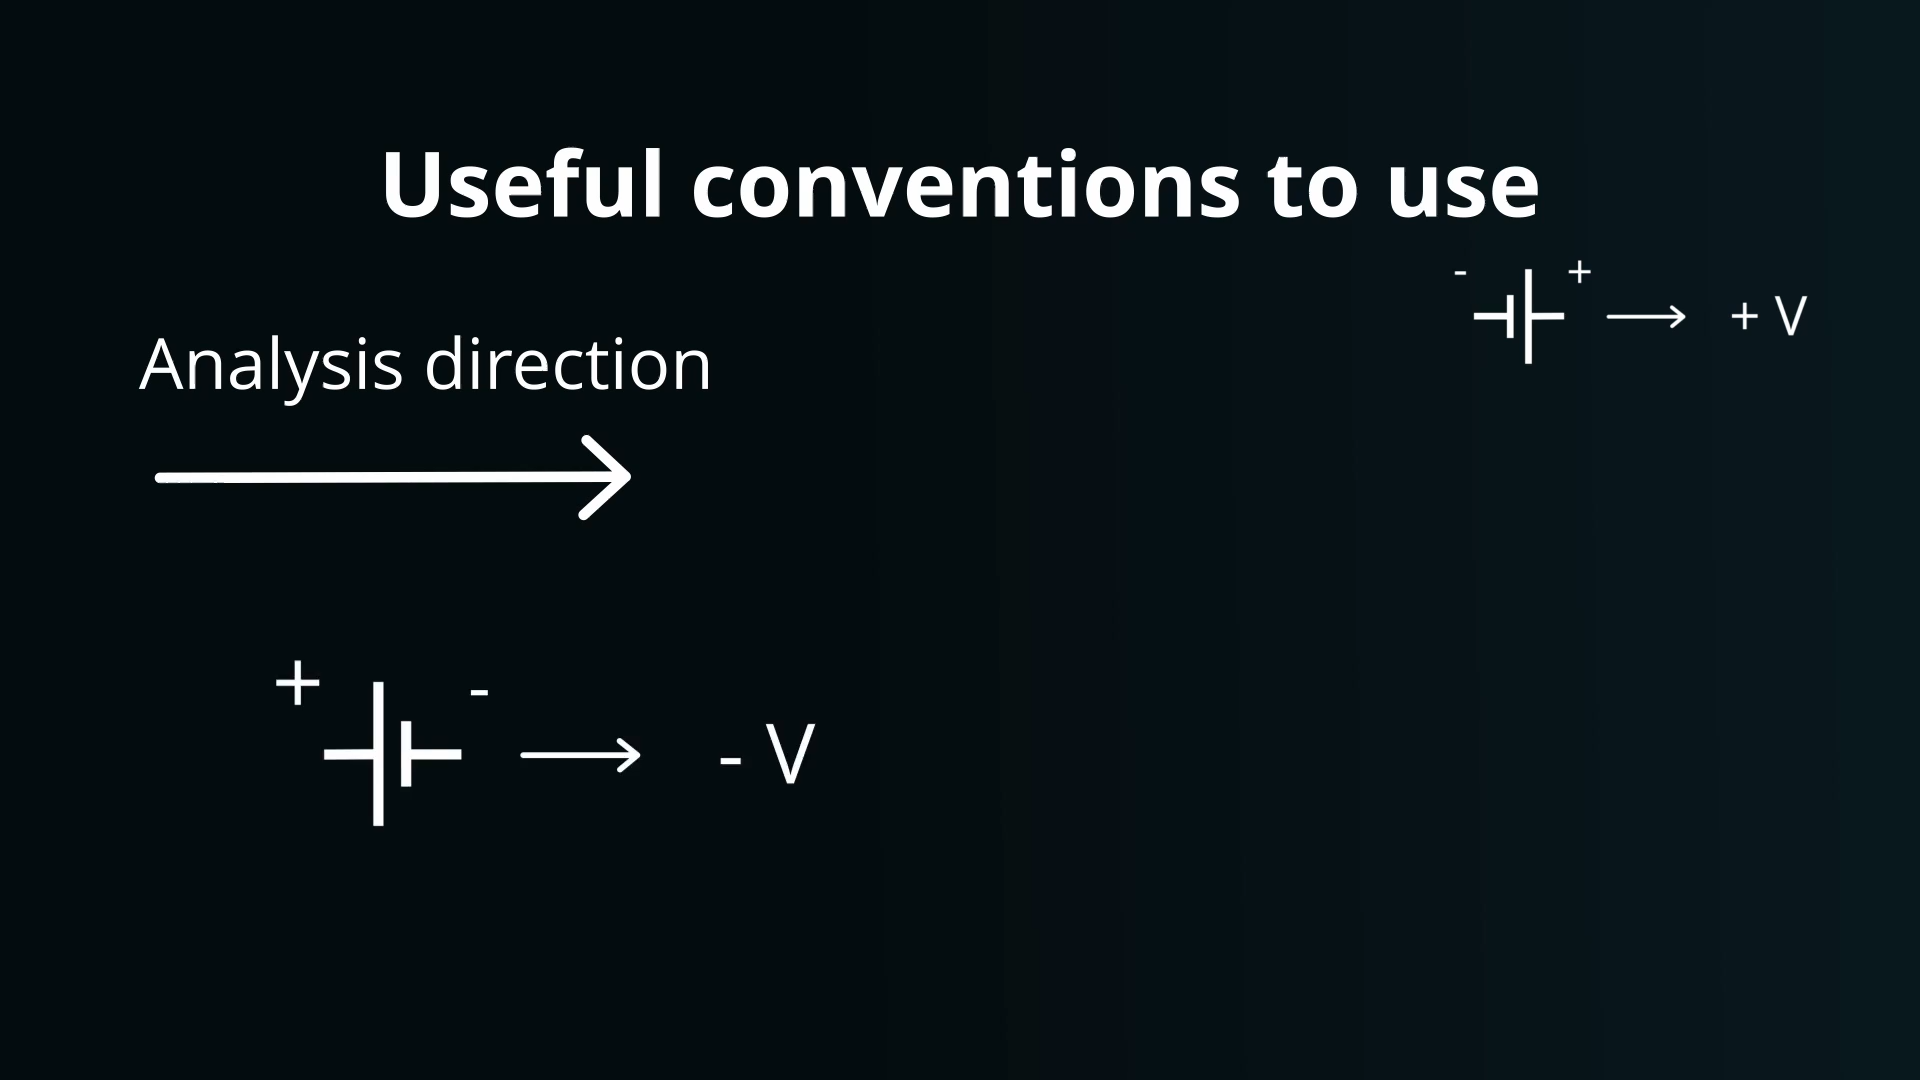 Useful conventions to use
- + + V
Analysis direction
+ - - V